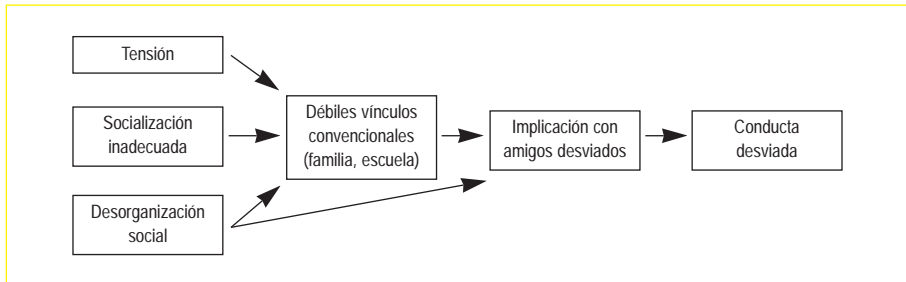 Tensión
Socialización
inadecuada
Desorganización
social
Débiles vínculos
convencionales
(familia, escuela)
Implicación con
amigos desviados
Conducta
desviada